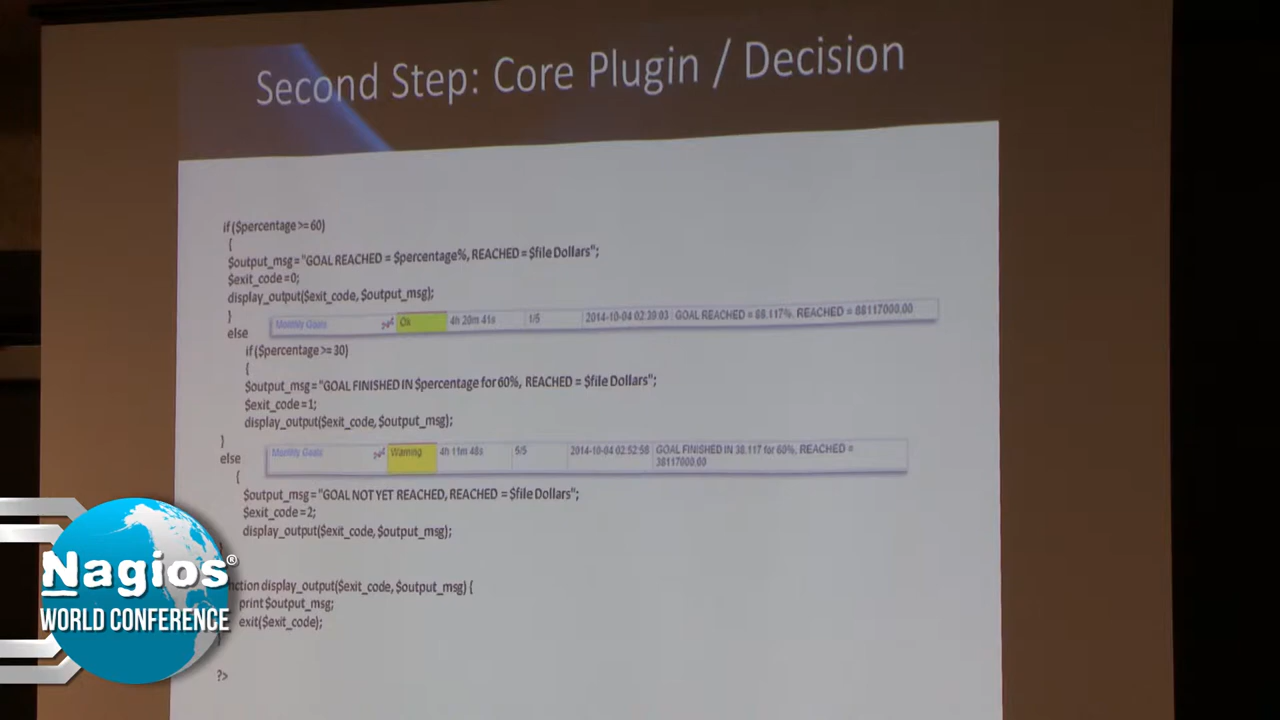 Second Step: Core Plugin / Decision
if ($percentage >= 60)
{
$output_msg = "GOAL REACHED = $percentage%, REACHED = $file Dollars";
$exit_code =0;
display_output($exit_code, $output_msg);
}
Monthly Goals Ok 4h 20m 41s 1/5 2014-10-04 02:39:03 GOAL REACHED = 88.117%, REACHED = 88117000.00
else
if ($percentage >= 30)
{
$output_msg = "GOAL FINISHED IN $percentage for 60%, REACHED = $file Dollars";
$exit_code =1;
display_output($exit_code, $output_msg);
}
else
Monthly Goals Warning 4h 11m 48s 5/5 2014-10-04 02:52:56 GOAL FINISHED IN 38.117 for 60%, REACHED =
38117000.00
{
$output_msg = "GOAL NOT YET REACHED, REACHED = $file Dollars";
$exit_code =2;
display_output($exit_code, $output_msg);
nction display_output($exit_code, $output_msg) {
print $output_msg;
exit($exit_code);
?>
Nagios®
WORLD CONFERENCE